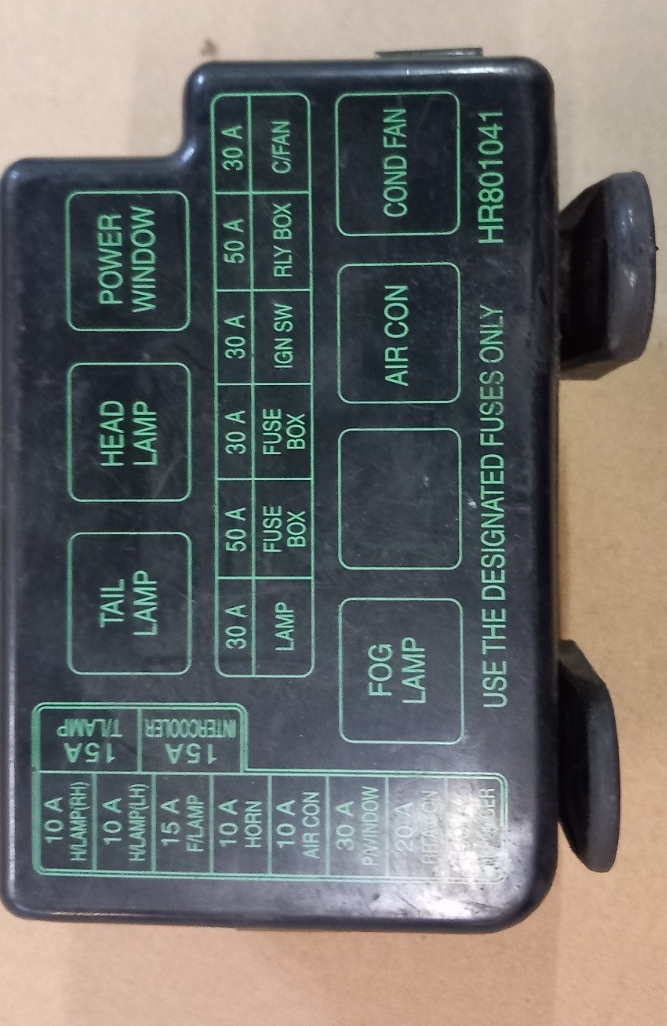 10 A
H/LAMP(RH)
10 A
H/LAMP(LH)
15 A
F/LAMP
10 A
HORN
10 A
AIR CON
30 A
P/WINDOW
20 A
15A
T/LAMP
15A
INTERCOOLER
TAIL
LAMP
HEAD
LAMP
POWER
WINDOW
30 A 50 A 30 A 30 A 50 A 30 A
LAMP FUSE BOX FUSE BOX IGN SW RLY BOX C/FAN
FOG
LAMP
AIR CON
COND FAN
USE THE DESIGNATED FUSES ONLY HR801041